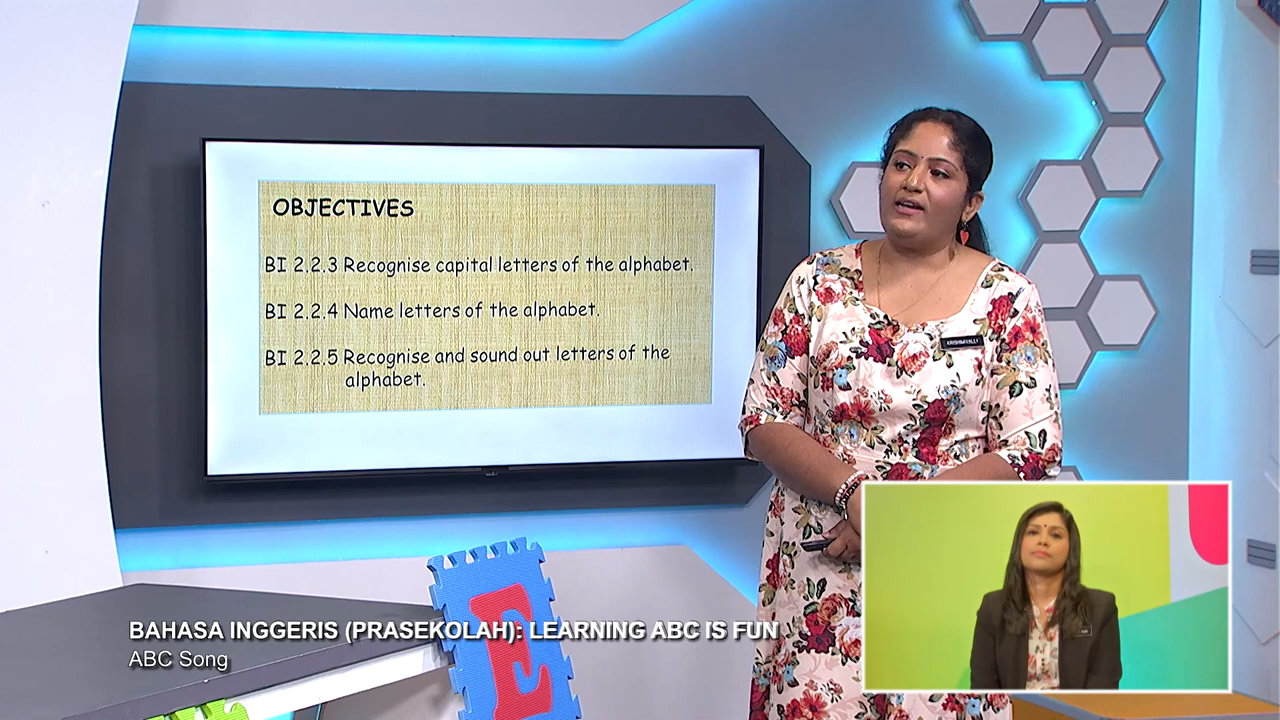 OBJECTIVES
BI 2.2.3 Recognise capital letters of the alphabet.
BI 2.2.4 Name letters of the alphabet.
BI 2.2.5 Recognise and sound out letters of the
alphabet.
E
BAHASA INGGERIS (PRASEKOLAH): LEARNING ABC IS FUN
ABC Song